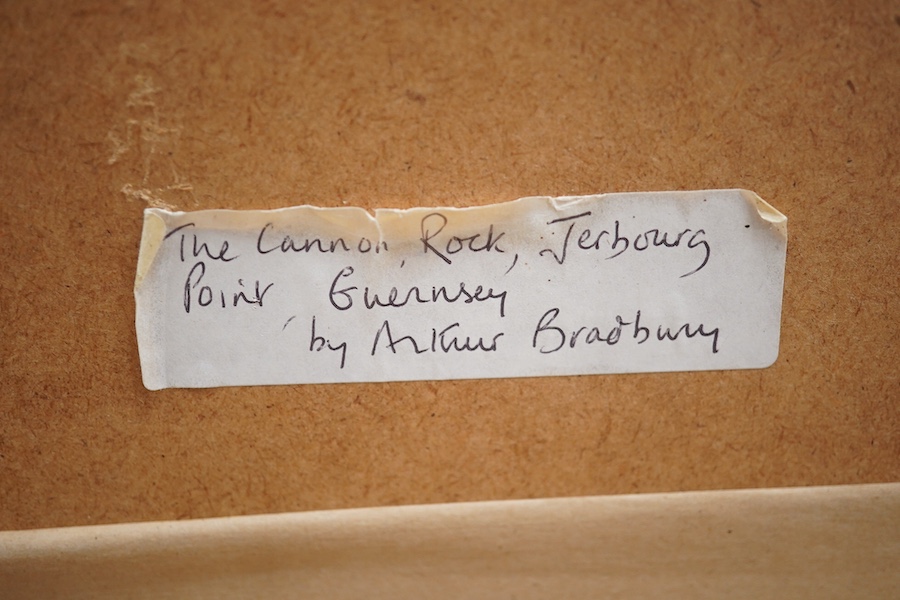 The Cannon Rock, Jerbourg
Point Guernsey
by Arthur Bradbury